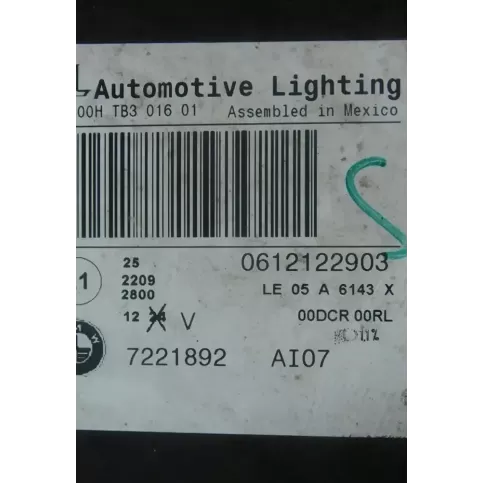 Automotive Lighting
00H TB3 016 01 Assembled in Mexico
1
25
2209
2800
12 24 V
0612122903
LE 05 A 6143 X
00DCR 00RL
7221892 AI07